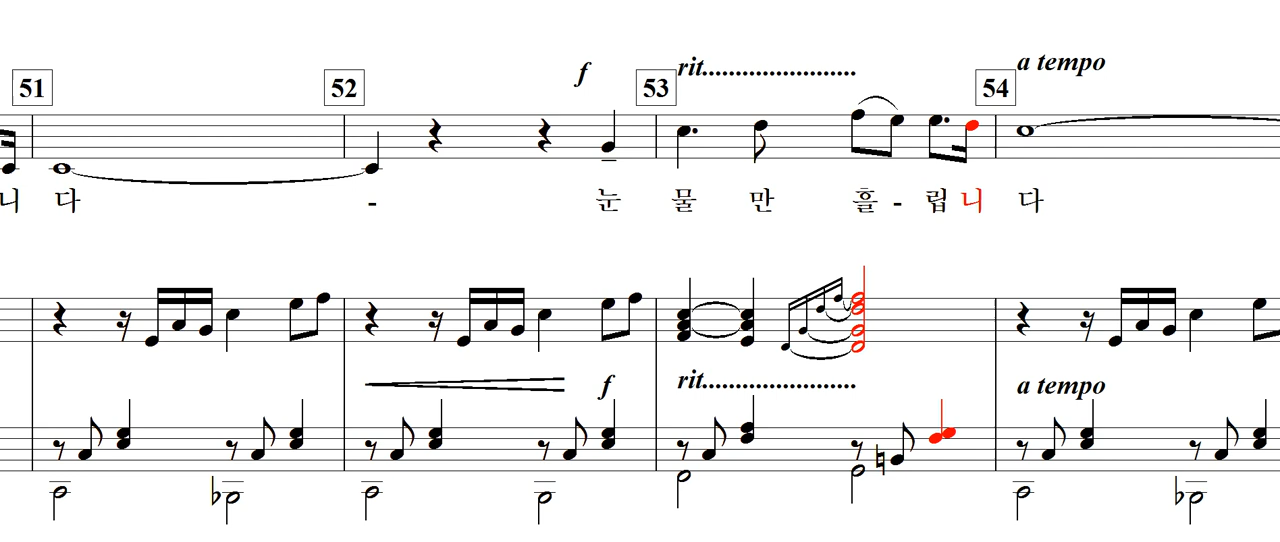 f rit....................... a tempo
51 52 53 54
니 다 - 눈 물 만 흘 - 립 니 다
f rit....................... a tempo